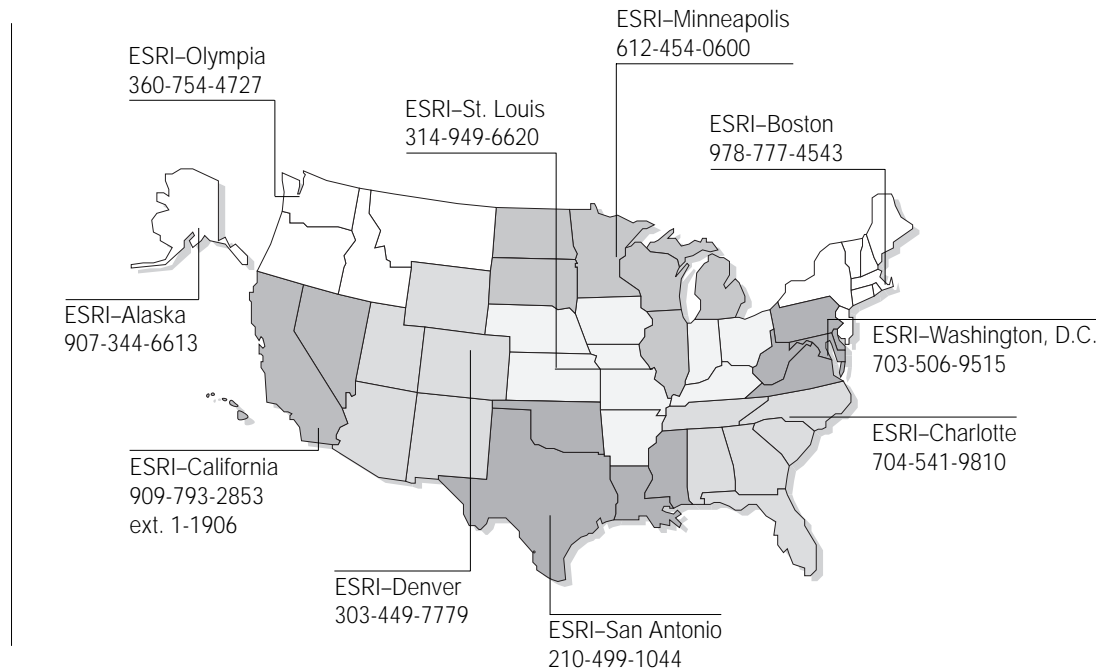 ESRI–Minneapolis
612-454-0600
ESRI–Olympia
360-754-4727
ESRI–St. Louis
314-949-6620
ESRI–Boston
978-777-4543
ESRI–Alaska
907-344-6613
ESRI–Washington, D.C.
703-506-9515
ESRI–Charlotte
704-541-9810
ESRI–California
909-793-2853
ext. 1-1906
ESRI–Denver
303-449-7779
ESRI–San Antonio
210-499-1044